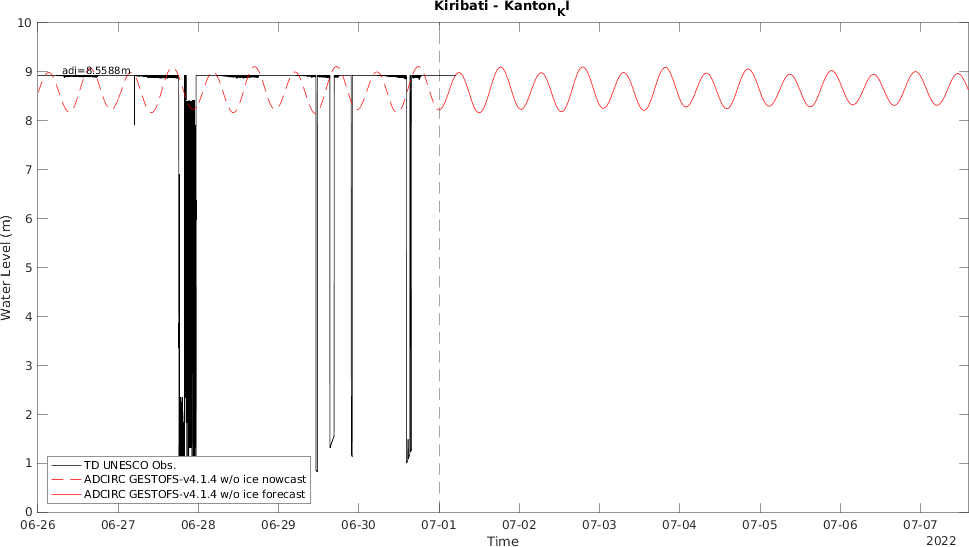 Kiribati - Kanton_KI
10
9
8
7
6
5
4
3
2
1
0
Water Level (m)
adj=8.5588m
TD UNESCO Obs.
ADCIRC GESTOFS-v4.1.4 w/o ice nowcast
ADCIRC GESTOFS-v4.1.4 w/o ice forecast
06-26 06-27 06-28 06-29 06-30 07-01 07-02 07-03 07-04 07-05 07-06 07-07
Time
2022